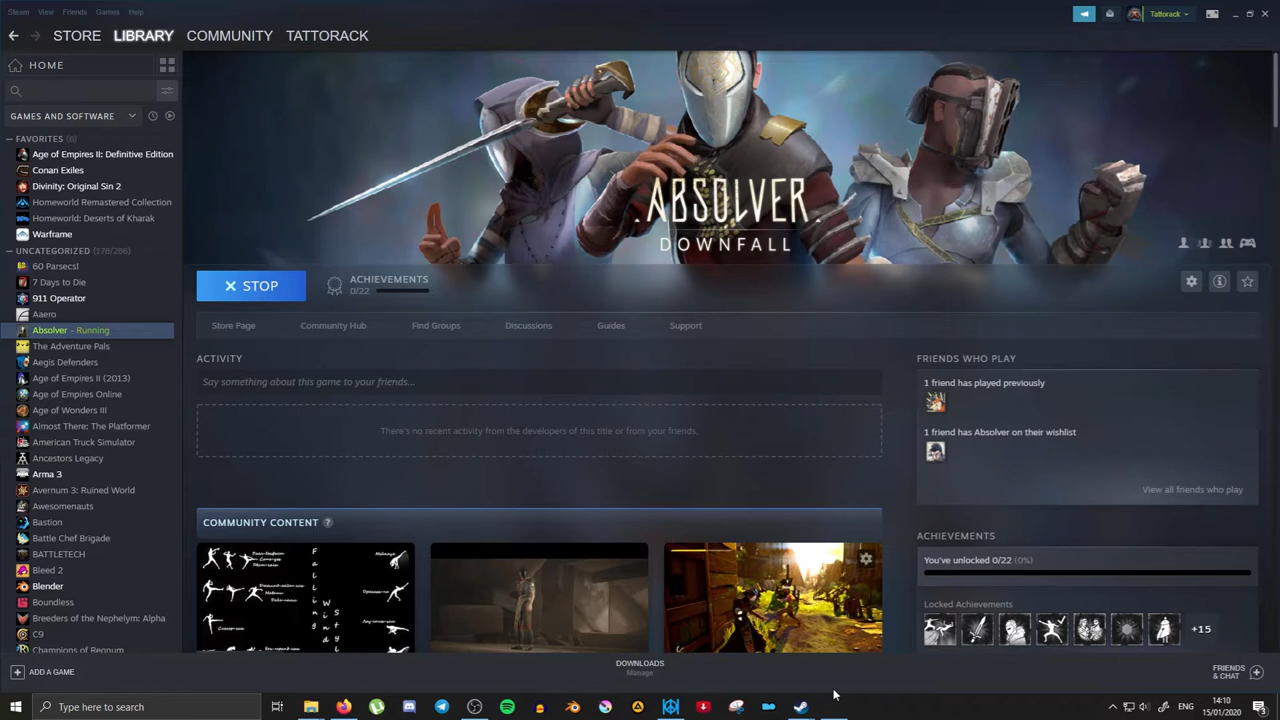 Steam View Friends Games Help
Tattorack
STORE LIBRARY COMMUNITY TATTORACK
HOME
GAMES AND SOFTWARE
FAVORITES (6)
Age of Empires II: Definitive Edition
Conan Exiles
Divinity: Original Sin 2
Homeworld Remastered Collection
Homeworld: Deserts of Kharak
Warframe
UNCATEGORIZED (178/286)
60 Parsecs!
7 Days to Die
911 Operator
Aaero
Absolver - Running
The Adventure Pals
Aegis Defenders
Age of Empires II (2013)
Age of Empires Online
Age of Wonders III
Almost There: The Platformer
American Truck Simulator
Ancestors Legacy
Arma 3
Avernum 3: Ruined World
Awesomenauts
Bastion
Battle Chef Brigade
BATTLETECH
Bleed 2
Blender
Boundless
Breeders of the Nephelym: Alpha
C9
Champions of Regnum
ADD A GAME
ABSOLVER
DOWNFALL
STOP
ACHIEVEMENTS
0/22
Store Page Community Hub Find Groups Discussions Guides Support
ACTIVITY
Say something about this game to your friends...
There's no recent activity from the developers of this title or from your friends.
COMMUNITY CONTENT ?
Falling
Wind
FRIENDS WHO PLAY
1 friend has played previously
1 friend has Absolver on their wishlist
View all friends who play
ACHIEVEMENTS
You've unlocked 0/22 (0%)
Locked Achievements
+15
DOWNLOADS
Manage
FRIENDS
& CHAT
Type here to search
ENG
14:10
15/01/2020
3